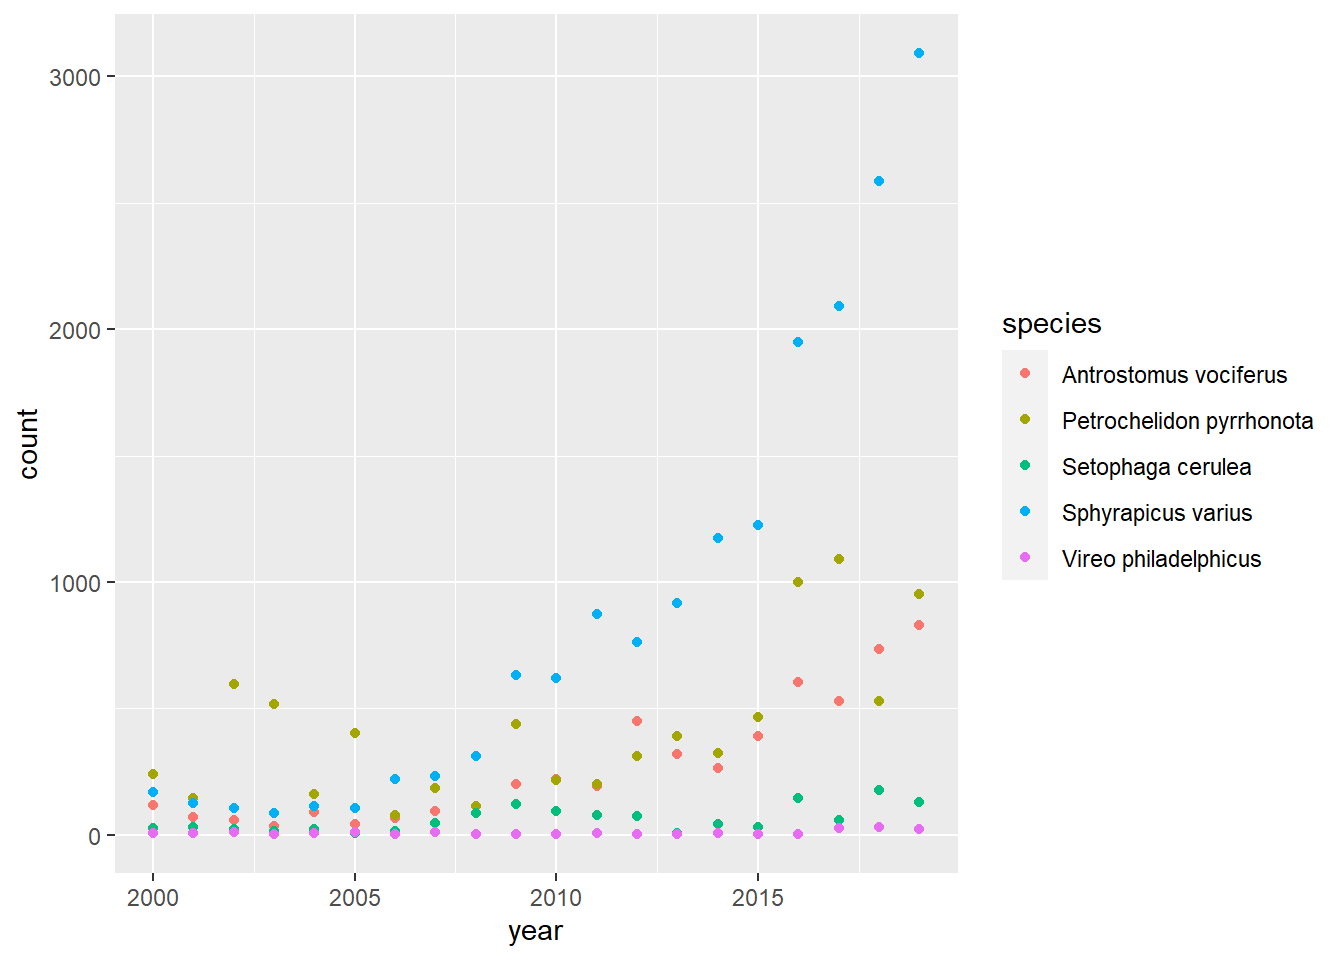 3000
2000
1000
0
count
2000 2005 2010 2015
year
species
Antrostomus vociferus
Petrochelidon pyrrhonota
Setophaga cerulea
Sphyrapicus varius
Vireo philadelphicus